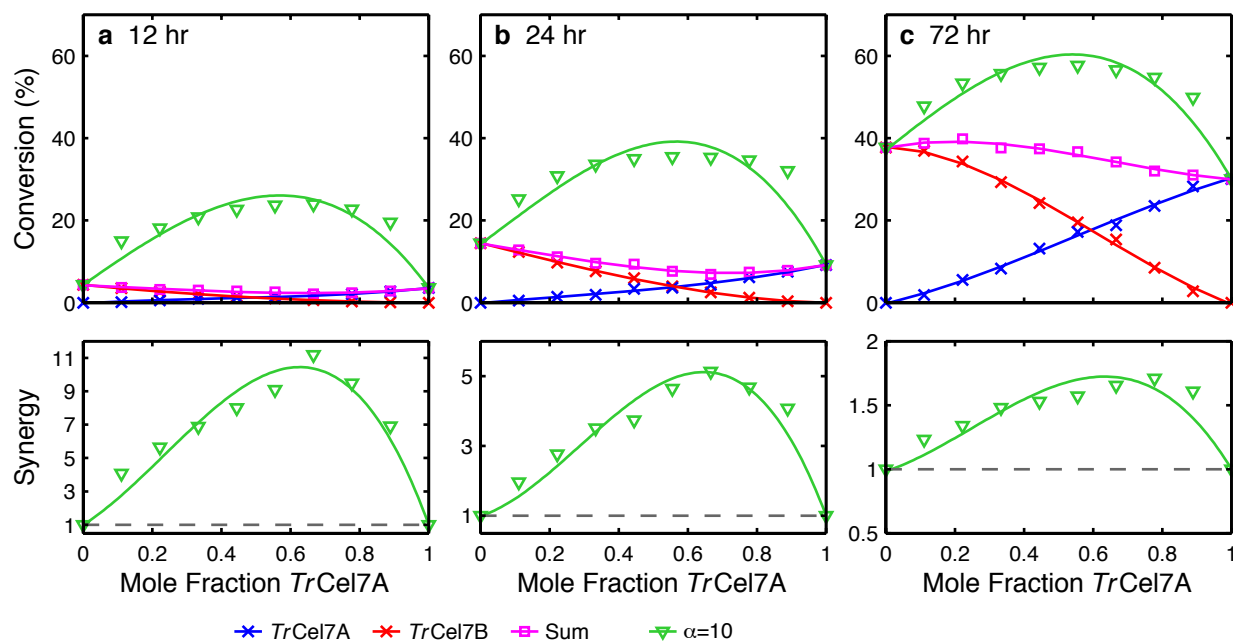 a 12 hr
b 24 hr
c 72 hr
Conversion (%)
60
40
20
0
60
40
20
0
60
40
20
0
Synergy
11
9
7
5
3
1
5
3
1
2
1.5
1
0.5
0 0.2 0.4 0.6 0.8 1
0 0.2 0.4 0.6 0.8 1
0 0.2 0.4 0.6 0.8 1
Mole Fraction TrCel7A
Mole Fraction TrCel7A
Mole Fraction TrCel7A
TrCel7A TrCel7B Sum α=10